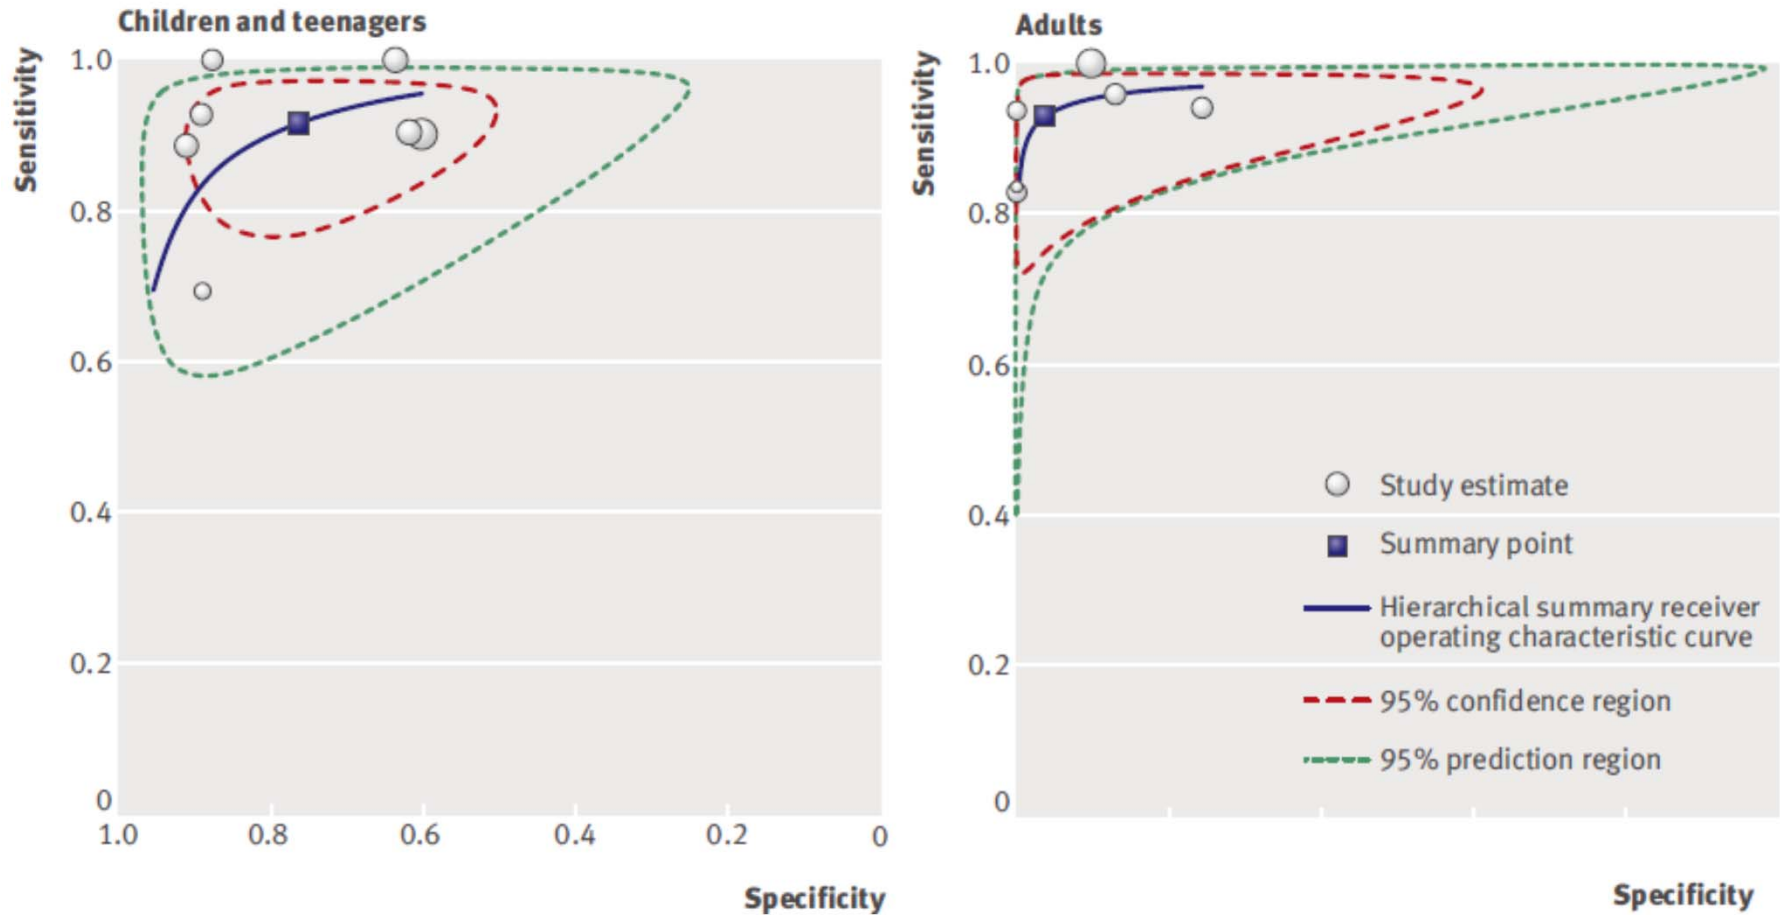 Children and teenagers
Sensitivity
1.0
0.8
0.6
0.4
0.2
0
1.0 0.8 0.6 0.4 0.2 0
Specificity
Adults
Sensitivity
1.0
0.8
0.6
0.4
0.2
0
Study estimate
Summary point
Hierarchical summary receiver
operating characteristic curve
95% confidence region
95% prediction region
Specificity